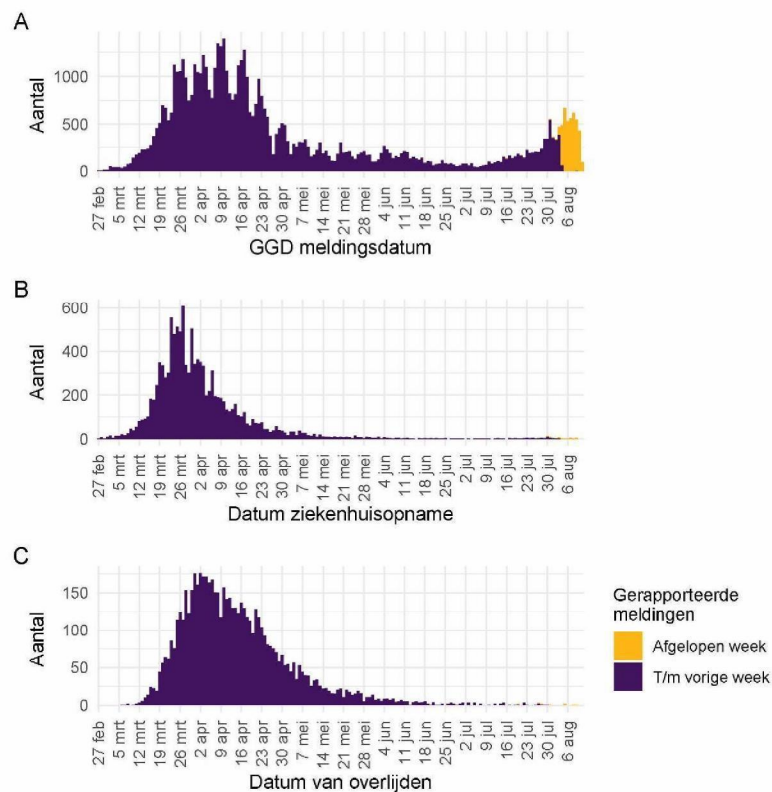 A
Aantal
1000
500
0
27 feb
5 mrt
12 mrt
19 mrt
26 mrt
2 apr
9 apr
16 apr
23 apr
30 apr
7 mei
14 mei
21 mei
28 mei
4 jun
11 jun
18 jun
25 jun
2 jul
9 jul
16 jul
23 jul
30 jul
6 aug
GGD meldingsdatum
B
Aantal
600
400
200
0
27 feb
5 mrt
12 mrt
19 mrt
26 mrt
2 apr
9 apr
16 apr
23 apr
30 apr
7 mei
14 mei
21 mei
28 mei
4 jun
11 jun
18 jun
25 jun
2 jul
9 jul
16 jul
23 jul
30 jul
6 aug
Datum ziekenhuisopname
C
Aantal
150
100
50
0
27 feb
5 mrt
12 mrt
19 mrt
26 mrt
2 apr
9 apr
16 apr
23 apr
30 apr
7 mei
14 mei
21 mei
28 mei
4 jun
11 jun
18 jun
25 jun
2 jul
9 jul
16 jul
23 jul
30 jul
6 aug
Datum van overlijden
Gerapporteerde
meldingen
Afgelopen week
T/m vorige week